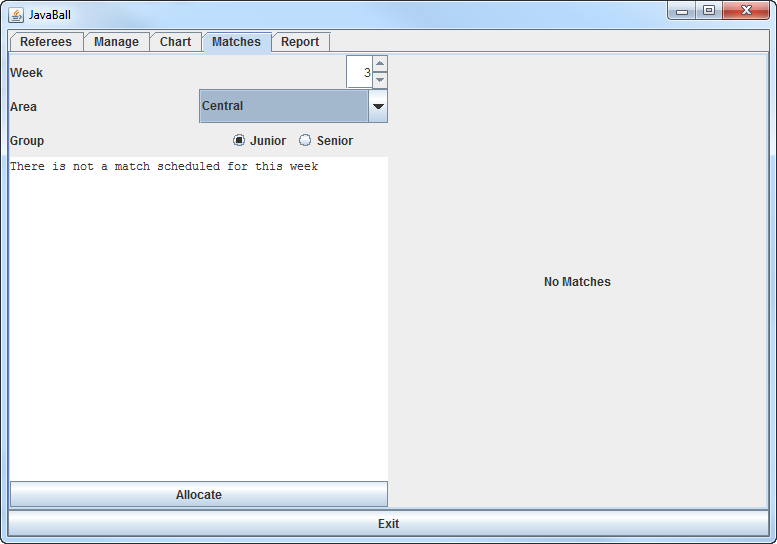 JavaBall
Referees Manage Chart Matches Report
Week 3
Area Central
Group Junior Senior
There is not a match scheduled for this week
No Matches
Allocate
Exit